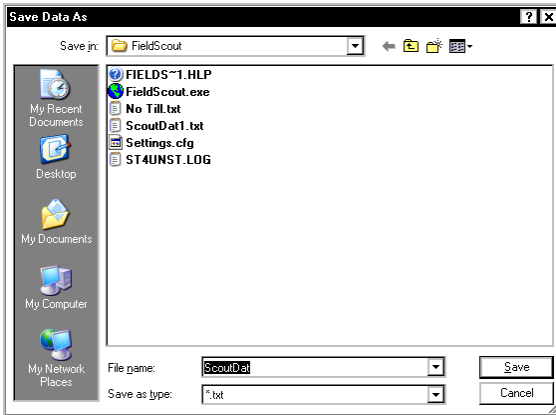 Save Data As
Save in: FieldScout
My Recent
Documents
Desktop
My Documents
My Computer
My Network
Places
FIELDS~1.HLP
FieldScout.exe
No Till.txt
ScoutDat1.txt
Settings.cfg
ST4UNST.LOG
File name: ScoutDat Save
Save as type: *.txt Cancel